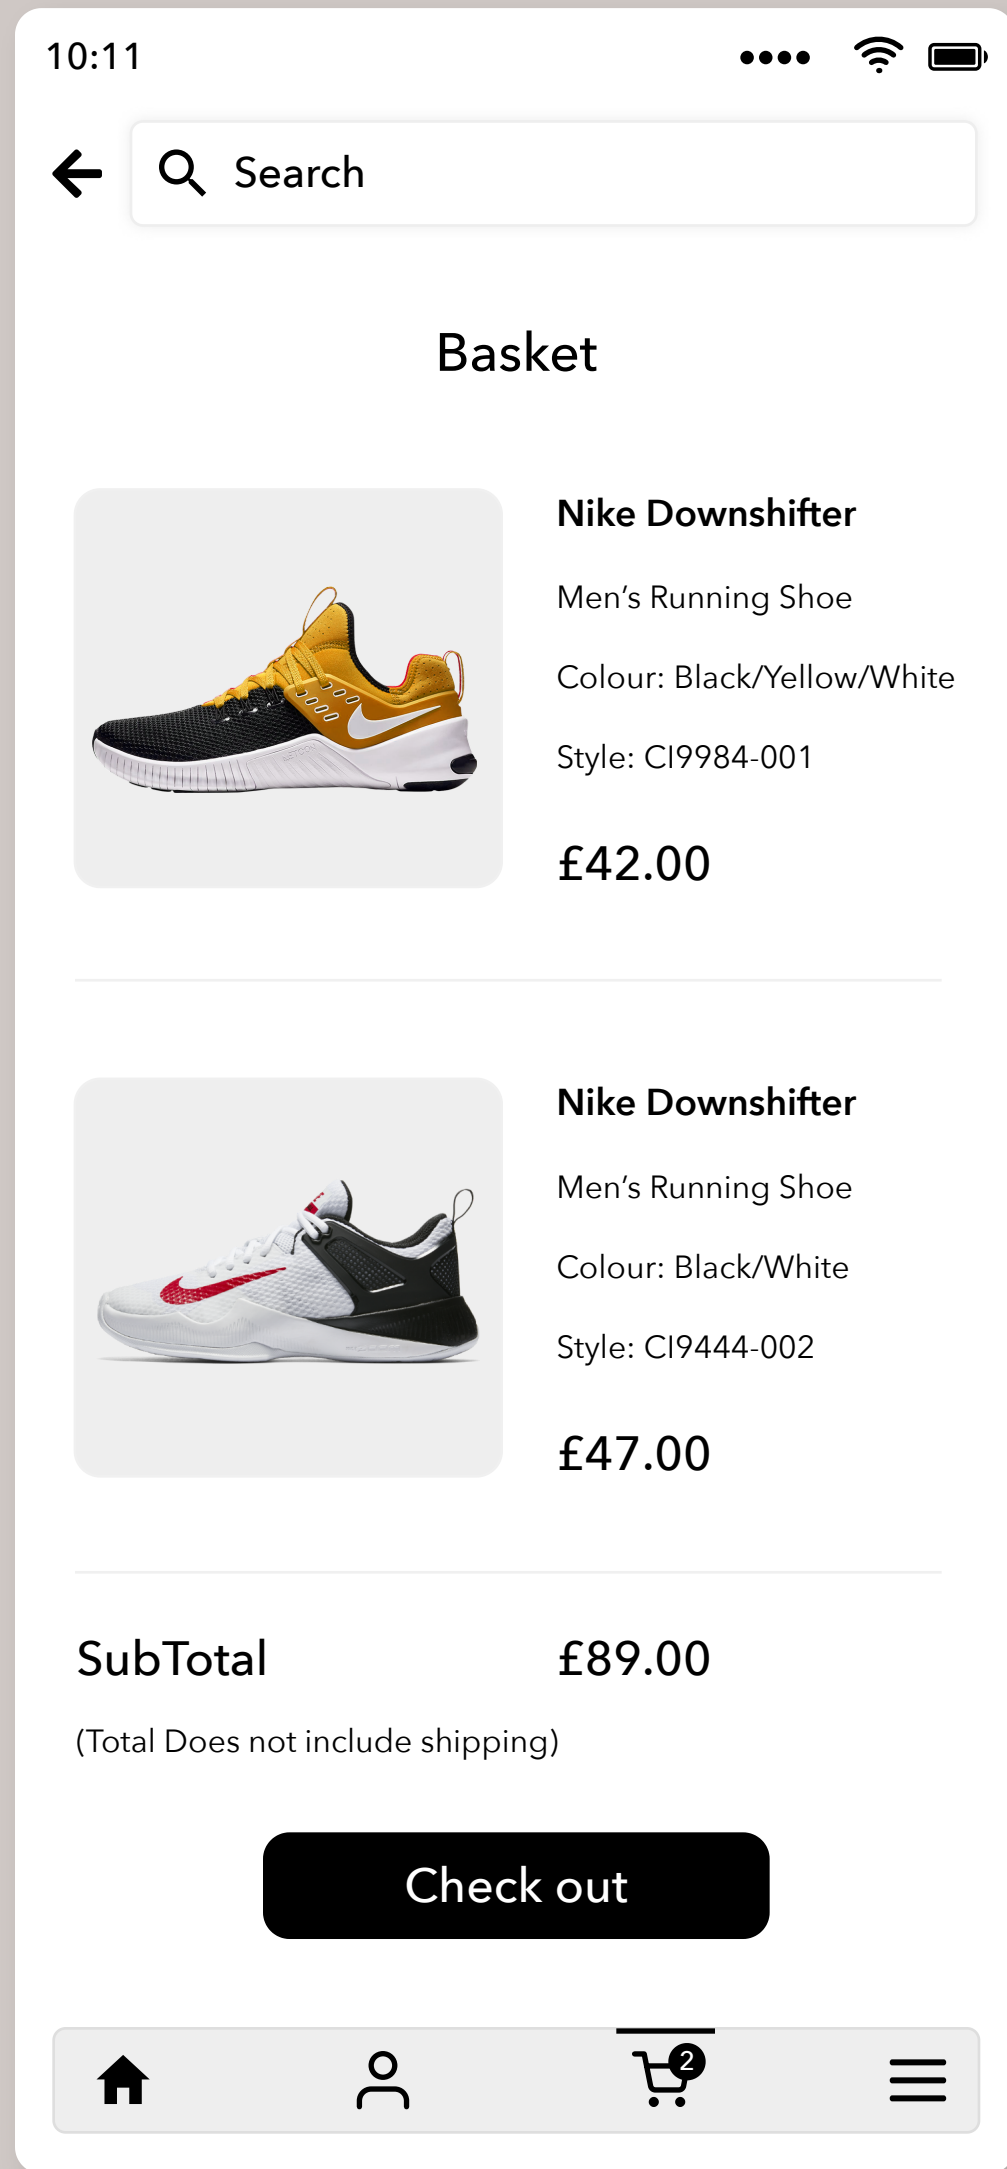 10:11
Search
Basket
Nike Downshifter
Men’s Running Shoe
Colour: Black/Yellow/White
Style: CI9984-001
£42.00
Nike Downshifter
Men’s Running Shoe
Colour: Black/White
Style: CI9444-002
£47.00
SubTotal £89.00
(Total Does not include shipping)
Check out
2